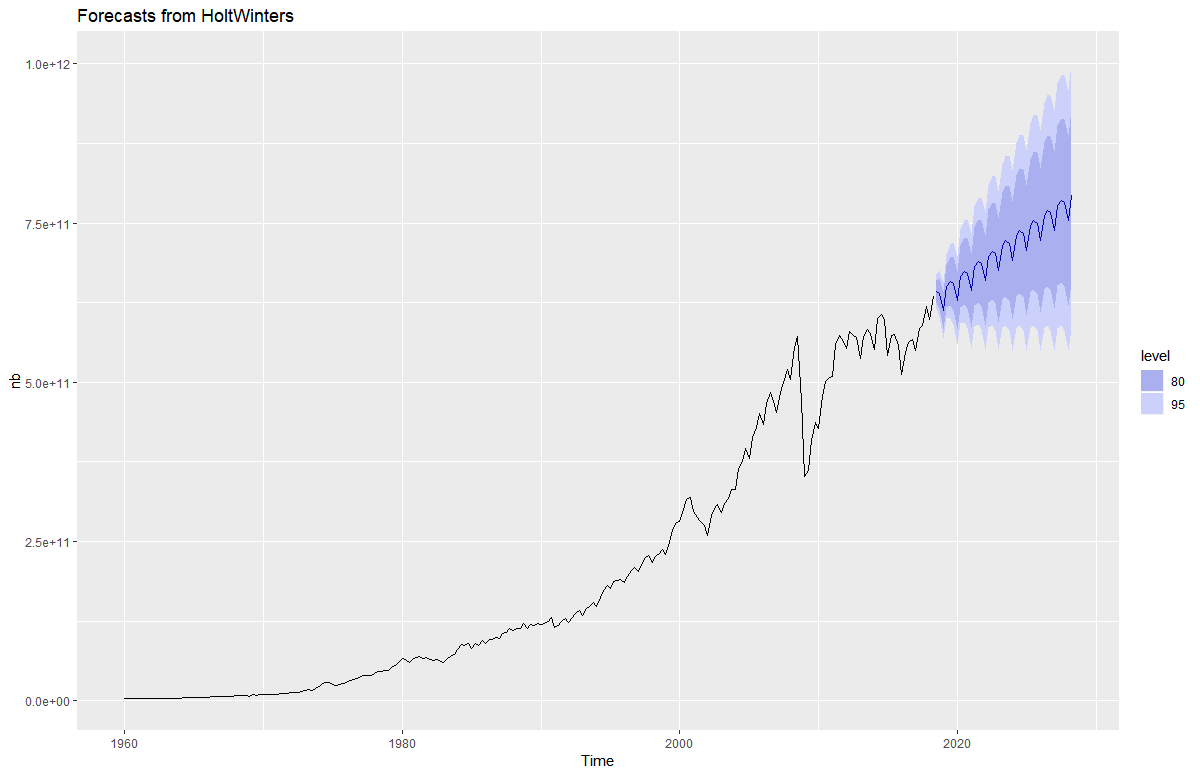 Forecasts from HoltWinters
1.0e+12
7.5e+11
5.0e+11
2.5e+11
0.0e+00
nb
1960
1980
2000
2020
Time
level
80
95